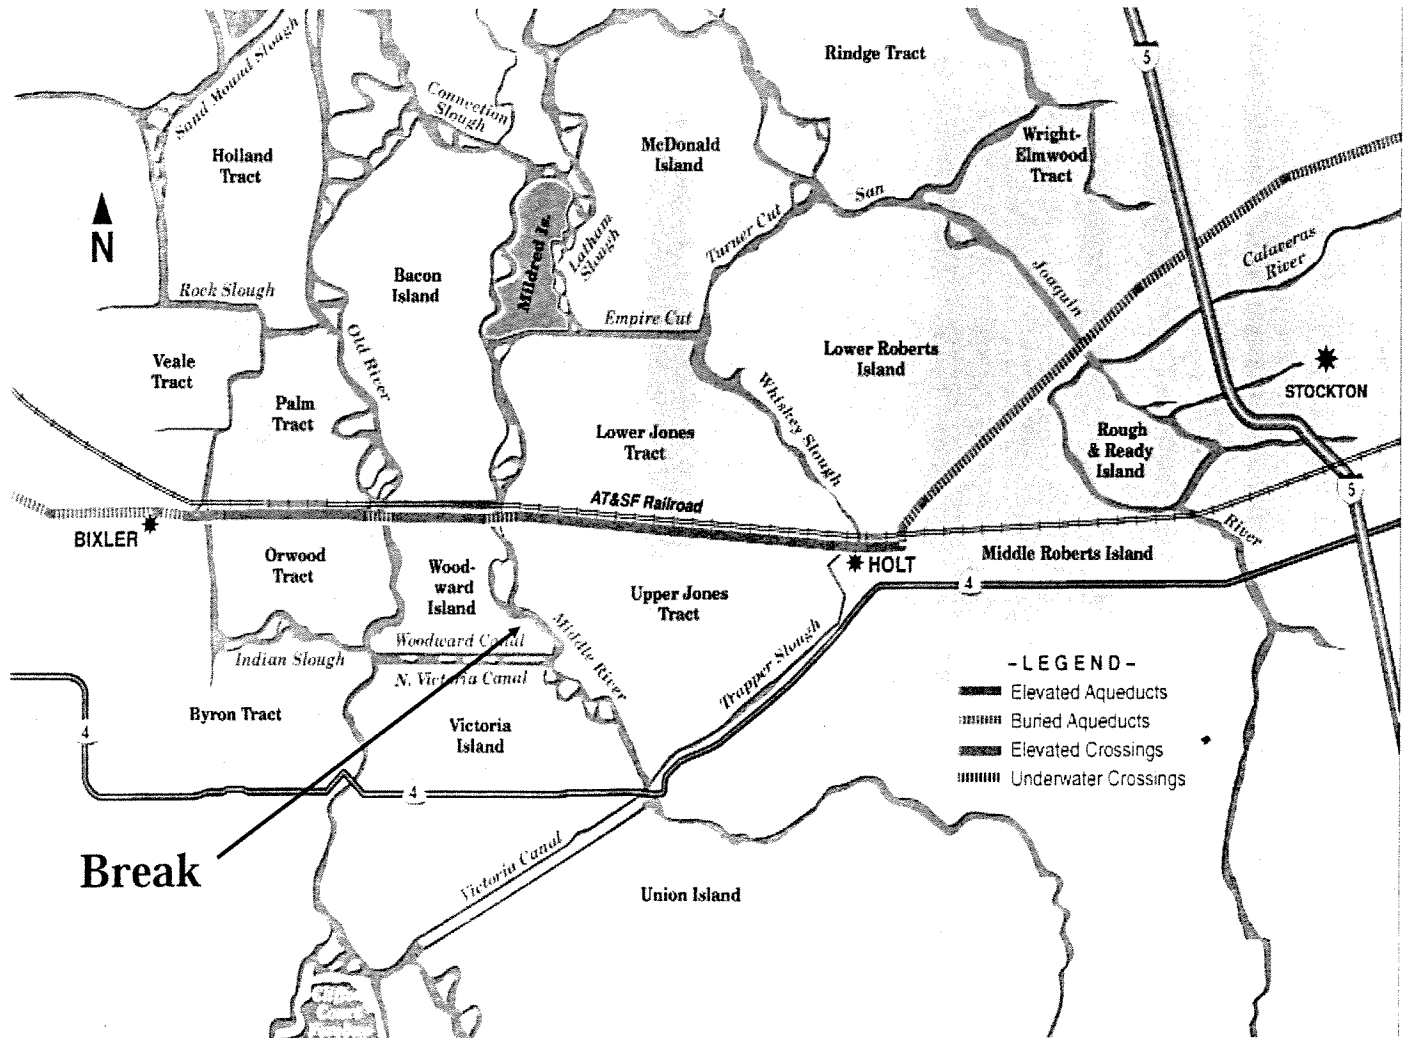 Sand Mound Slough
Holland
Tract
N
Rock Slough
Veale
Tract
Palm
Tract
Old River
Connection
Slough
Bacon
Island
Mildred Is.
Latham
Slough
McDonald
Island
Rindge Tract
Wright-
Elmwood
Tract
5
Turner Cut
San
Joaquin
River
Calaveras
River
Empire Cut
Lower Roberts
Island
STOCKTON
Whiskey Slough
Lower Jones
Tract
Rough
& Ready
Island
AT&SF Railroad
5
BIXLER
HOLT
Middle Roberts Island
4
Orwood
Tract
Wood-
ward
Island
Upper Jones
Tract
Middle River
Woodward Canal
Indian Slough
N. Victoria Canal
Trapper Slough
Byron Tract
Victoria
Island
4
4
-LEGEND-
Elevated Aqueducts
Buried Aqueducts
Elevated Crossings
Underwater Crossings
Break
Victoria Canal
Union Island